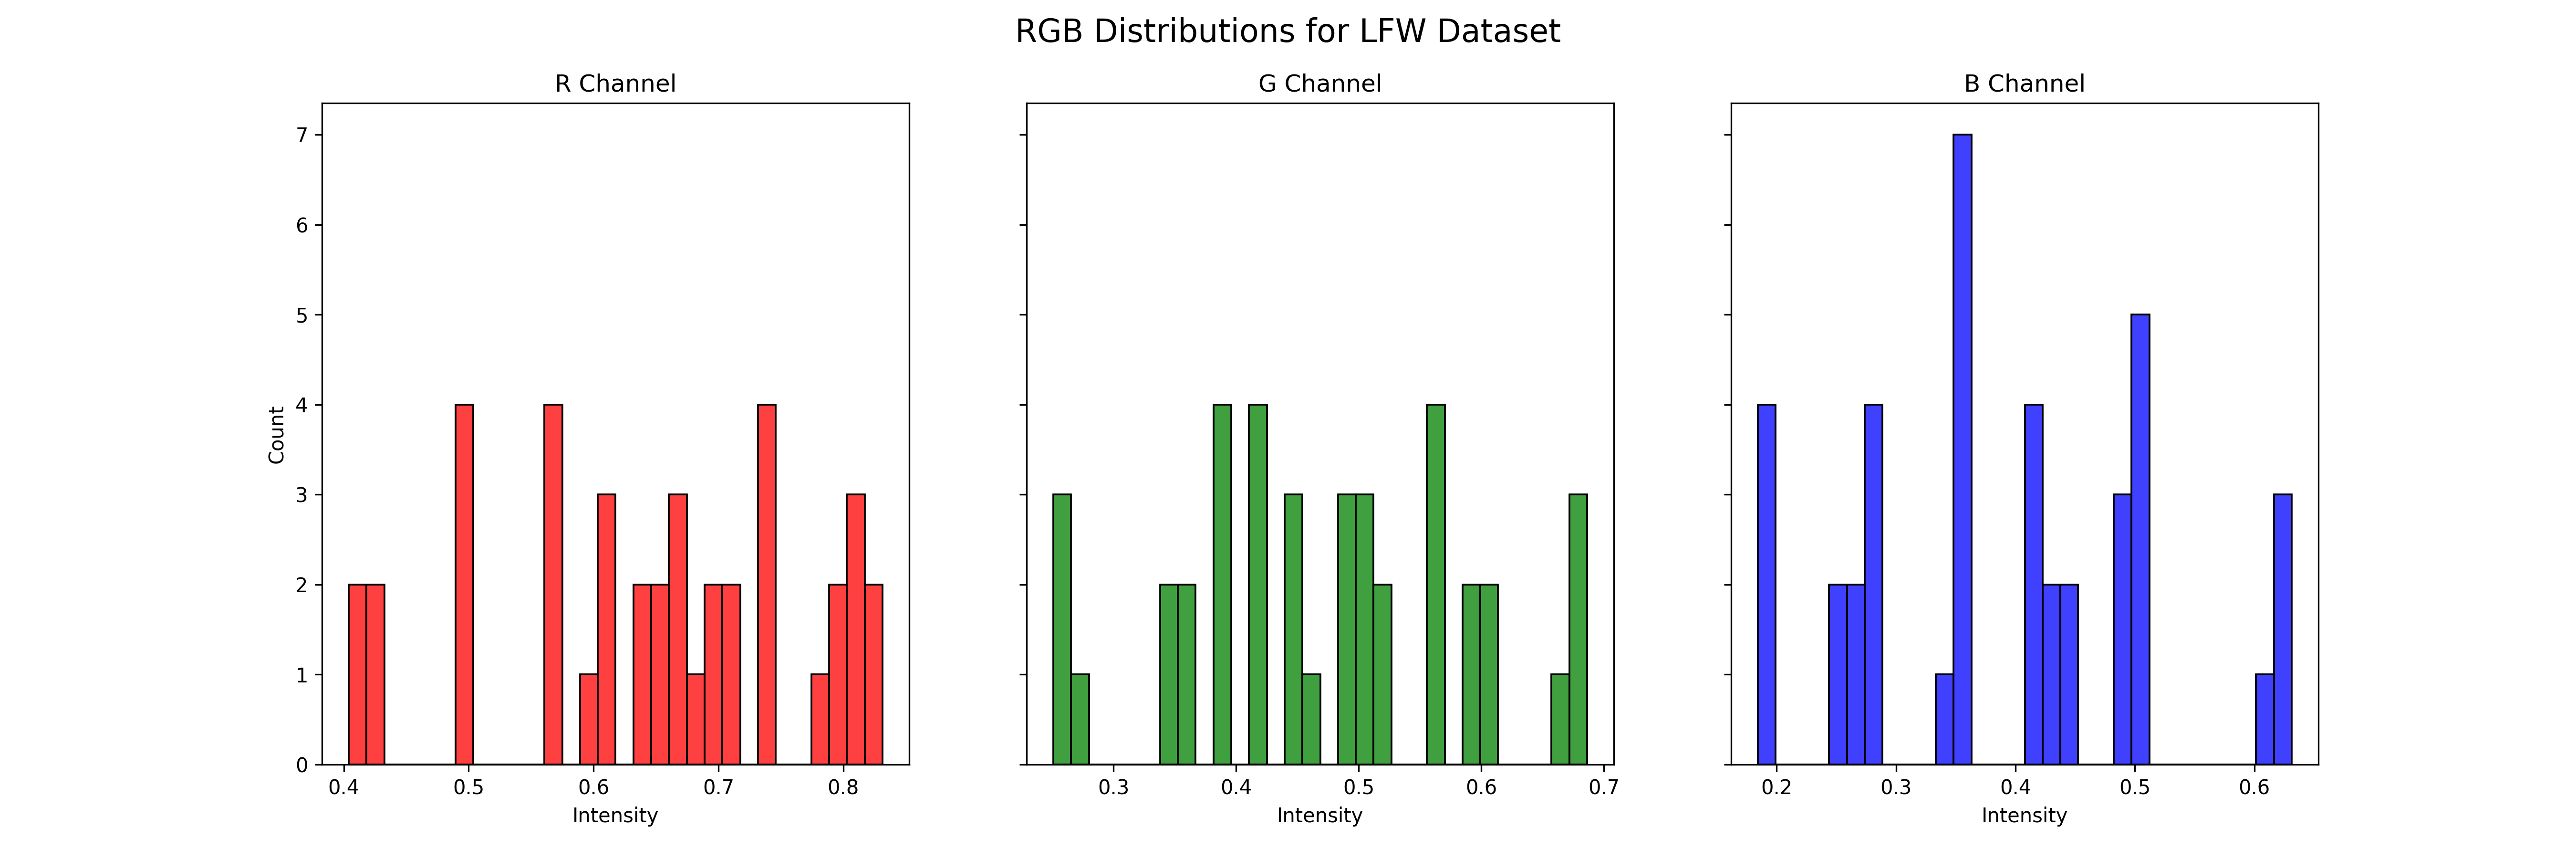 RGB Distributions for LFW Dataset
R Channel
G Channel
B Channel
7
6
5
4
3
2
1
0
Count
0.4 0.5 0.6 0.7 0.8
0.3 0.4 0.5 0.6 0.7
0.2 0.3 0.4 0.5 0.6
Intensity
Intensity
Intensity